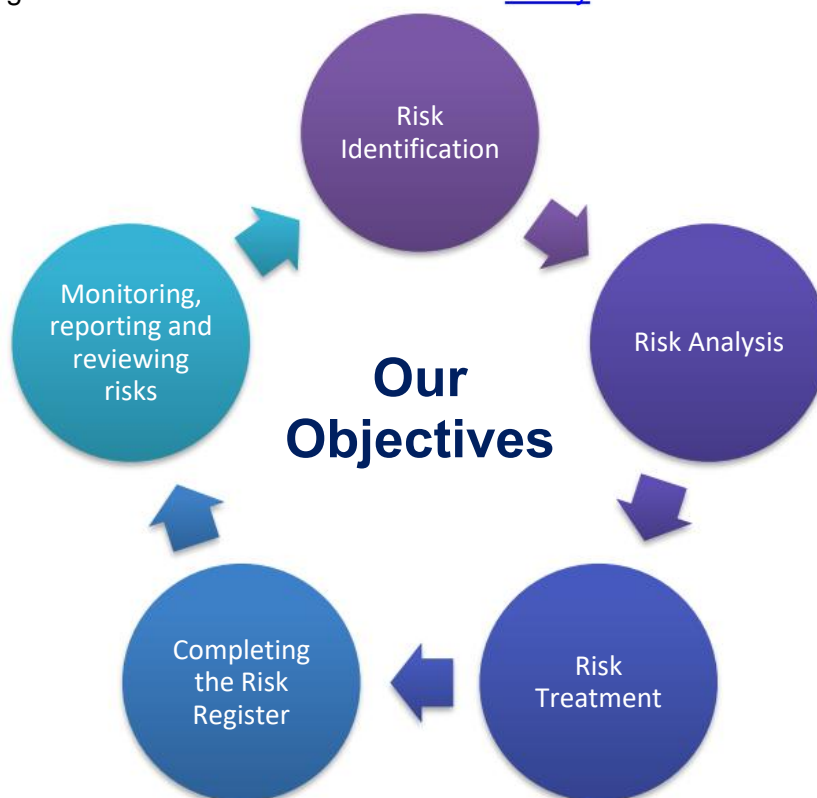 Risk
Identification
Risk Analysis
Risk
Treatment
Completing
the Risk
Register
Monitoring,
reporting and
reviewing
risks
Our
Objectives